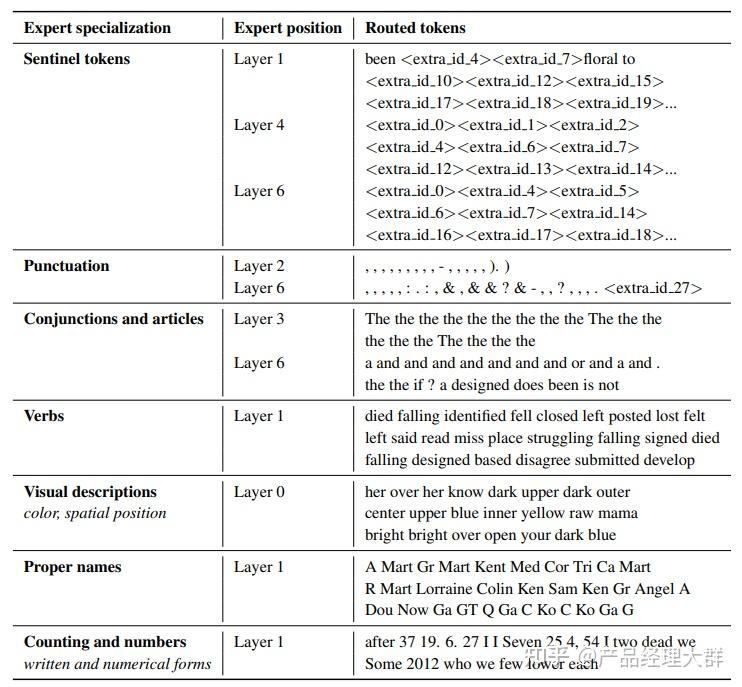 Expert specialization Expert position Routed tokens
Sentinel tokens Layer 1 been <extra_id_4><extra_id_7>floral to
<extra_id_10><extra_id_12><extra_id_15>
<extra_id_17><extra_id_18><extra_id_19>...
Layer 4 <extra_id_0><extra_id_1><extra_id_2>
<extra_id_4><extra_id_6><extra_id_7>
<extra_id_12><extra_id_13><extra_id_14>...
Layer 6 <extra_id_0><extra_id_4><extra_id_5>
<extra_id_6><extra_id_7><extra_id_14>
<extra_id_16><extra_id_17><extra_id_18>...
Punctuation Layer 2 , , , , , , , , , - , , , , , ). )
Layer 6 , , , , , : . : , & , & & ? & - , , ? , , , . <extra_id_27>
Conjunctions and articles Layer 3 The the the the the the the the the The the the
the the the The the the the
Layer 6 a and and and and and and and or and a and .
the the if ? a designed does been is not
Verbs Layer 1 died falling identified fell closed left posted lost felt
left said read miss place struggling falling signed died
falling designed based disagree submitted develop
Visual descriptions Layer 0 her over her know dark upper dark outer
color, spatial position center upper blue inner yellow raw mama
bright bright over open your dark blue
Proper names Layer 1 A Mart Gr Mart Kent Med Cor Tri Ca Mart
R Mart Lorraine Colin Ken Sam Ken Gr Angel A
Dou Now Ga GT Q Ga C Ko C Ko Ga G
Counting and numbers Layer 1 after 37 19. 6. 27 I I Seven 25 4, 54 I two dead we
written and numerical forms Some 2012 who we few lower each
知乎 @产品经理大群